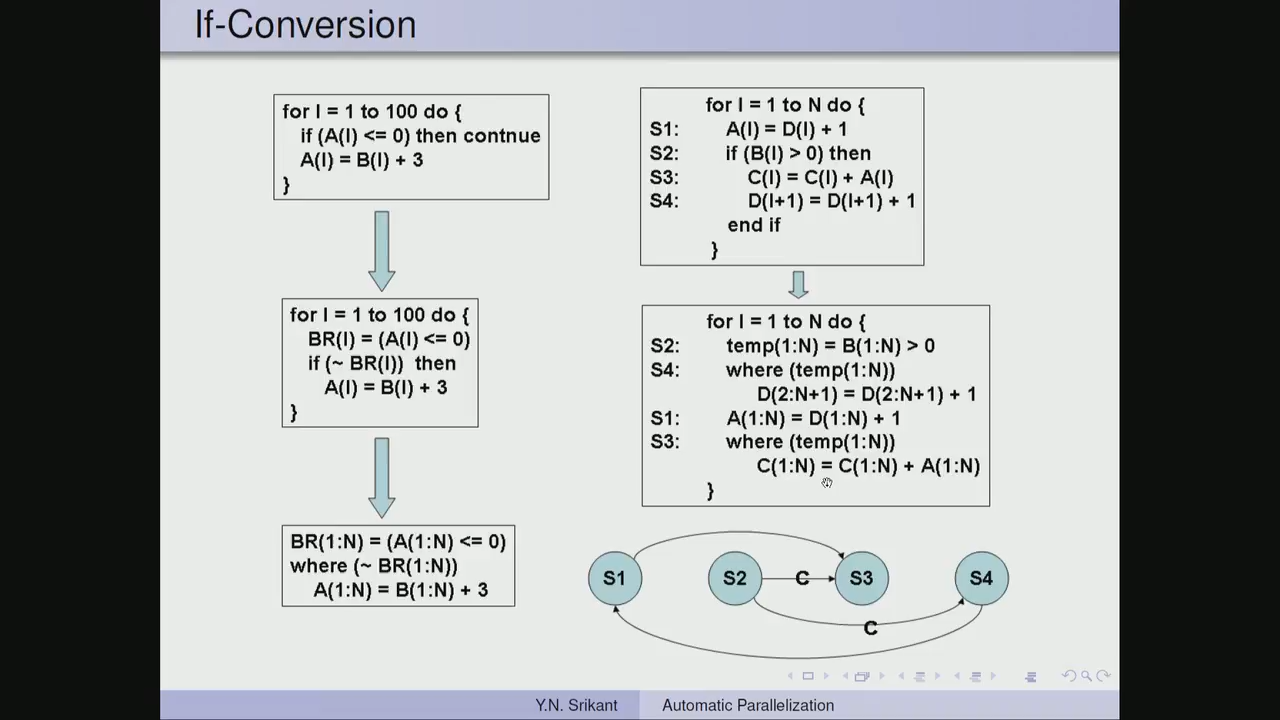 If-Conversion
for I = 1 to 100 do {
if (A(I) <= 0) then contnue
A(I) = B(I) + 3
}
for I = 1 to 100 do {
BR(I) = (A(I) <= 0)
if (~ BR(I)) then
A(I) = B(I) + 3
}
BR(1:N) = (A(1:N) <= 0)
where (~ BR(1:N))
A(1:N) = B(1:N) + 3
for I = 1 to N do {
S1: A(I) = D(I) + 1
S2: if (B(I) > 0) then
S3: C(I) = C(I) + A(I)
S4: D(I+1) = D(I+1) + 1
end if
}
for I = 1 to N do {
S2: temp(1:N) = B(1:N) > 0
S4: where (temp(1:N))
D(2:N+1) = D(2:N+1) + 1
S1: A(1:N) = D(1:N) + 1
S3: where (temp(1:N))
C(1:N) = C(1:N) + A(1:N)
}
S1 S2 C S3 S4
C
Y.N. Srikant Automatic Parallelization